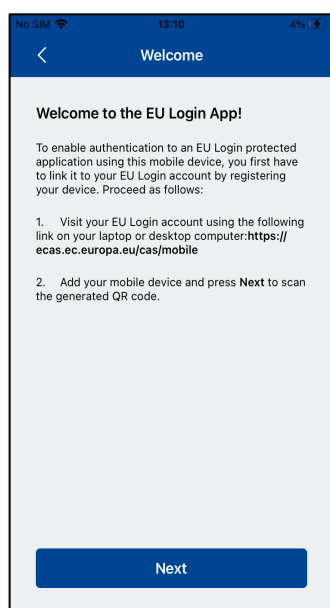 No SIM 13:10 4%
Welcome
Welcome to the EU Login App!
To enable authentication to an EU Login protected
application using this mobile device, you first have
to link it to your EU Login account by registering
your device. Proceed as follows:
1. Visit your EU Login account using the following
link on your laptop or desktop computer:https://
ecas.ec.europa.eu/cas/mobile
2. Add your mobile device and press Next to scan
the generated QR code.
Next